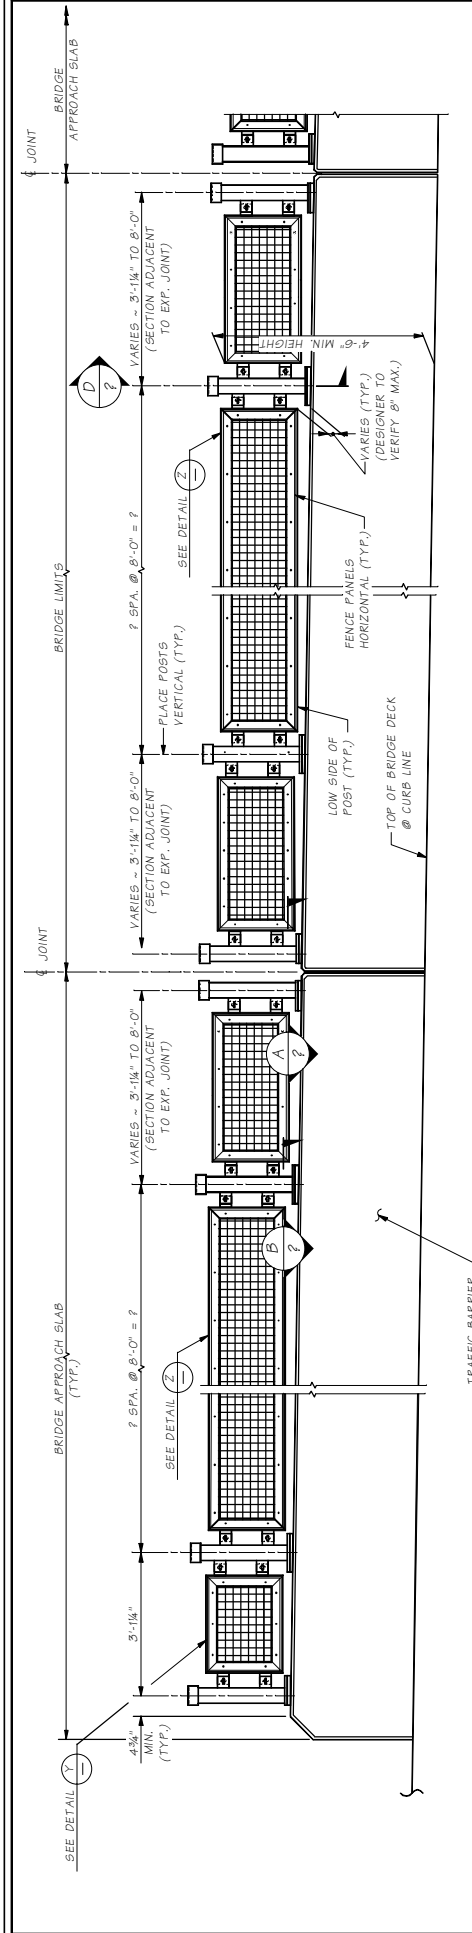 SEE DETAIL Y
—
BRIDGE APPROACH SLAB
(TYP.)
BRIDGE LIMITS
BRIDGE
APPROACH SLAB
℄ JOINT
℄ JOINT
4¾"
MIN.
(TYP.)
3'-1¼"
? SPA. @ 8'-0" = ?
VARIES ~ 3'-1¼" TO 8'-0"
(SECTION ADJACENT
TO EXP. JOINT)
VARIES ~ 3'-1¼" TO 8'-0"
(SECTION ADJACENT
TO EXP. JOINT)
PLACE POSTS
VERTICAL (TYP.)
? SPA. @ 8'-0" = ?
D
?
VARIES ~ 3'-1¼" TO 8'-0"
(SECTION ADJACENT
TO EXP. JOINT)
SEE DETAIL Z
—
SEE DETAIL Z
—
B
?
A
?
4'-6" MIN. HEIGHT
LOW SIDE OF
POST (TYP.)
FENCE PANELS
HORIZONTAL (TYP.)
VARIES (TYP.)
(DESIGNER TO
VERIFY 8" MAX.)
TOP OF BRIDGE DECK
@ CURB LINE
TRAFFIC BARRIER